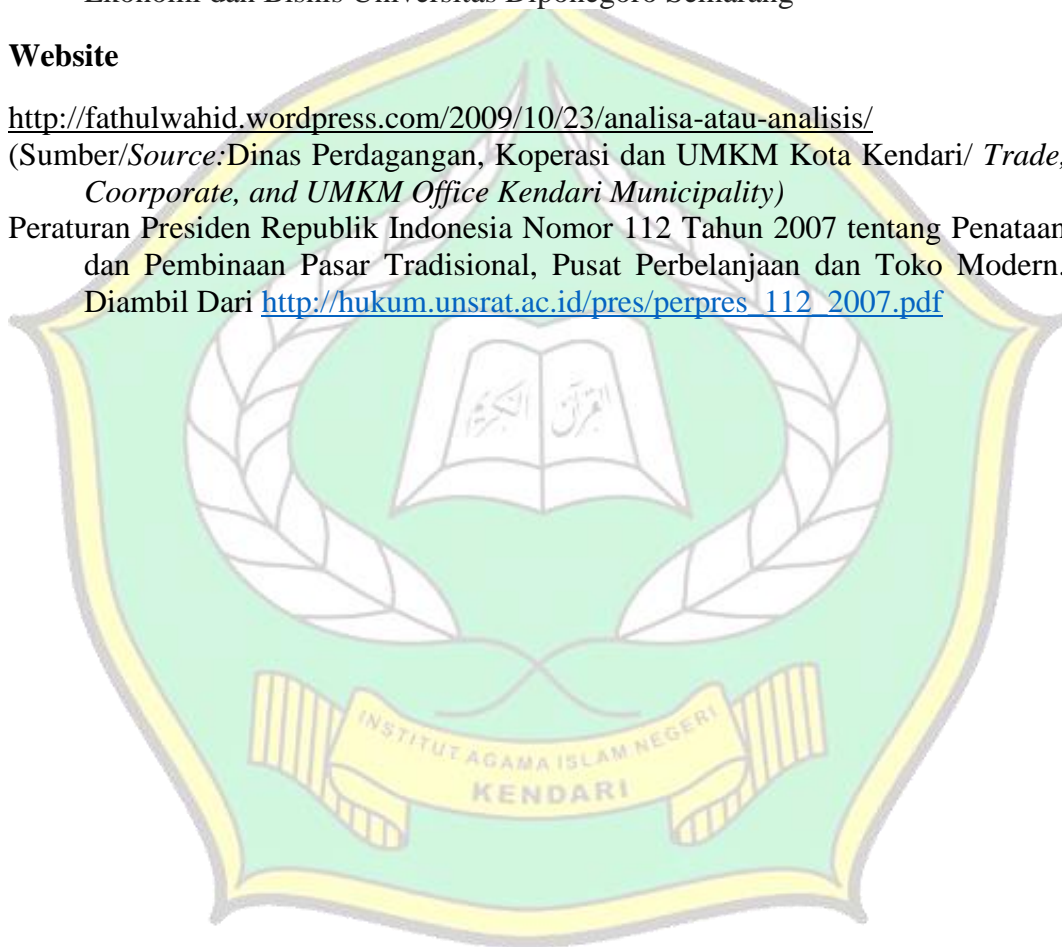 Ekonomi dan Bisnis Universitas Diponegoro Semarang
Website
http://fathulwahid.wordpress.com/2009/10/23/analisa-atau-analisis/
(Sumber/Source:Dinas Perdagangan, Koperasi dan UMKM Kota Kendari/ Trade,
Coorporate, and UMKM Office Kendari Municipality)
Peraturan Presiden Republik Indonesia Nomor 112 Tahun 2007 tentang Penataan
dan Pembinaan Pasar Tradisional, Pusat Perbelanjaan dan Toko Modern.
Diambil Dari http://hukum.unsrat.ac.id/pres/perpres_112_2007.pdf
القرآن الكريم
INSTITUT AGAMA ISLAM NEGERI
KENDARI